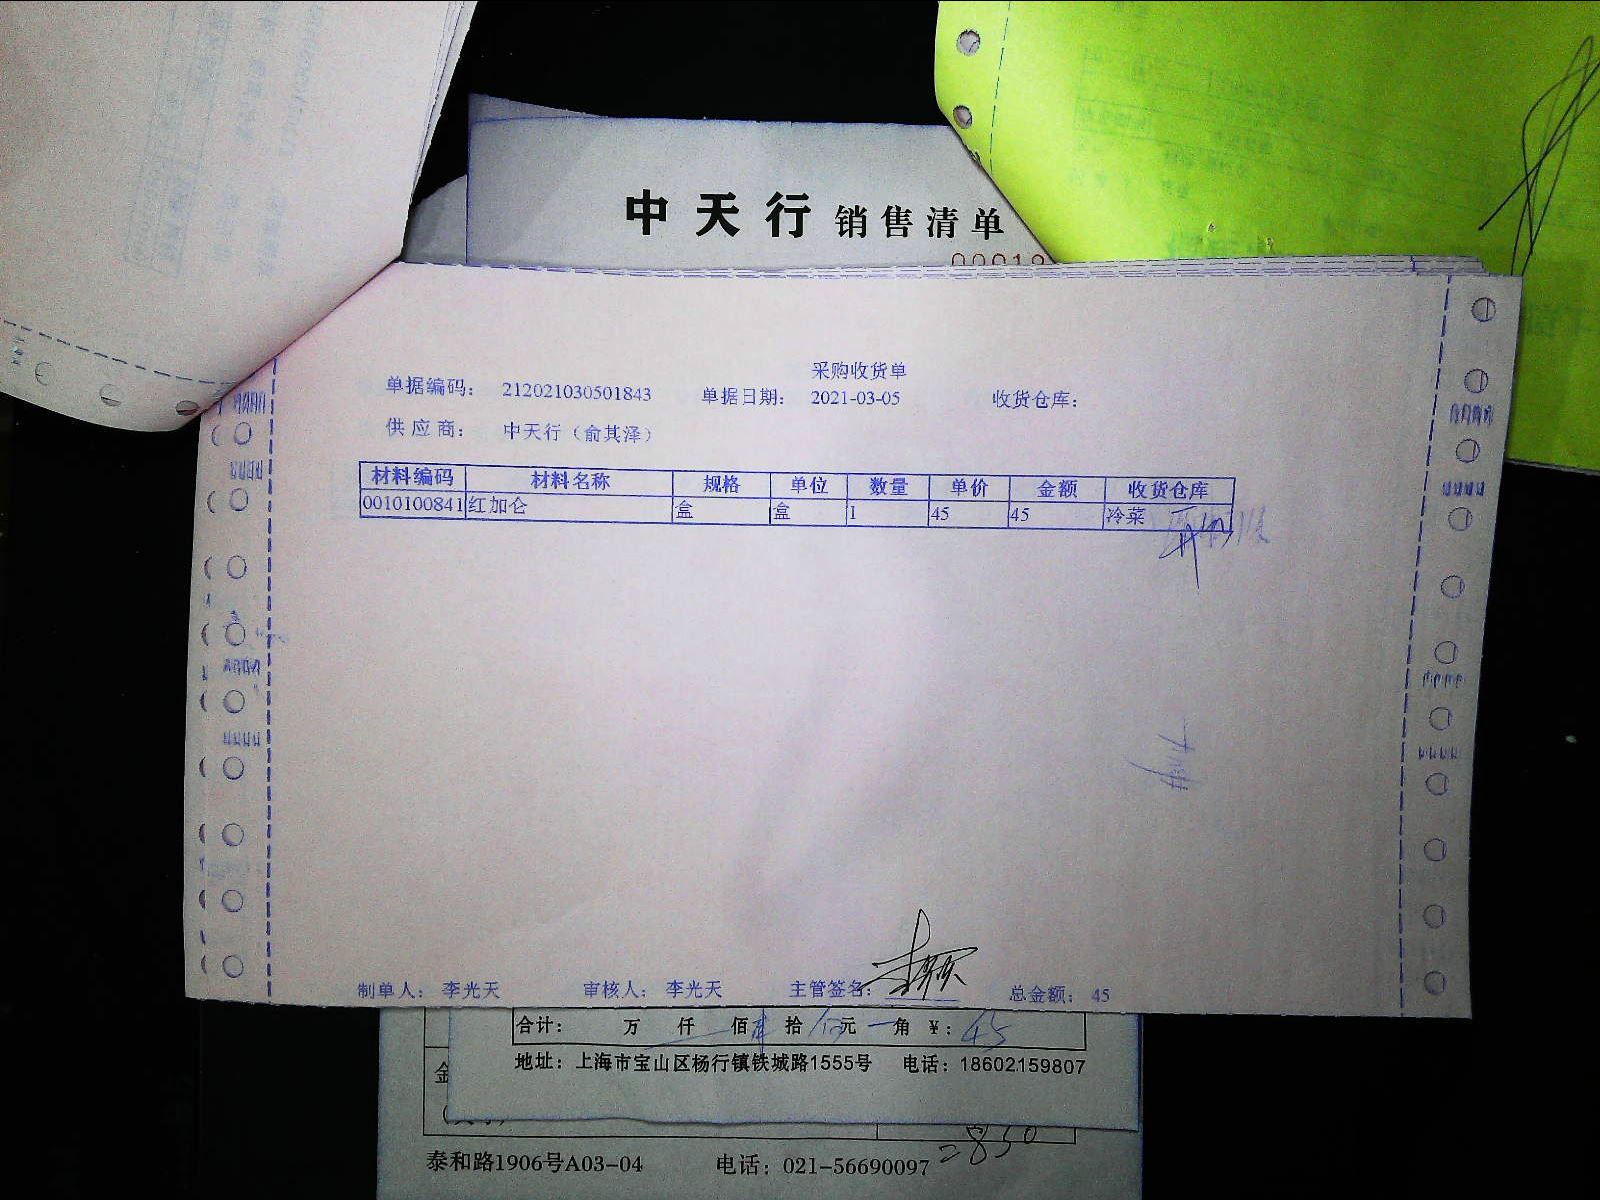 中天行 销售清单
采购收货单
单据编码： 212021030501843 单据日期： 2021-03-05 收货仓库：
供应商： 中天行（俞其泽）
材料编码 材料名称 规格 单位 数量 单价 金额 收货仓库
0010100841 红加仑 盒 盒 1 45 45 冷菜
制单人： 李光天 审核人： 李光天 主管签名： 总金额： 45
合计： 万 仟 佰 拾 元 角 ¥： 45
地址：上海市宝山区杨行镇铁城路1555号 电话：18602159807
金
泰和路1906号A03-04 电话：021-56690097 2850